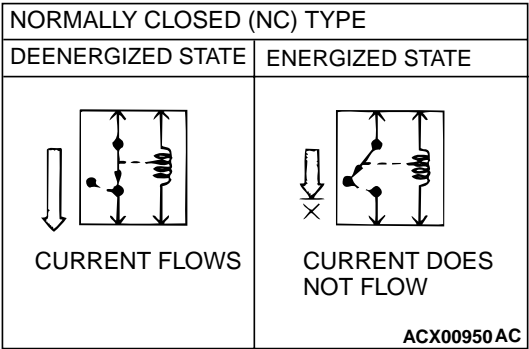 NORMALLY CLOSED (NC) TYPE
DEENERGIZED STATE
ENERGIZED STATE
CURRENT FLOWS
CURRENT DOES
NOT FLOW
ACX00950 AC